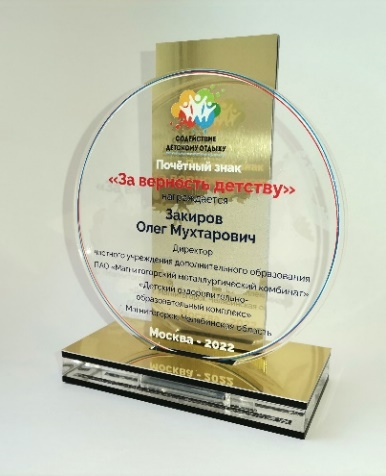 СОДЕЙСТВИЕ
ДЕТСКОМУ ОТДЫХУ
Почётный знак
«За верность детству»
награждается
Закиров
Олег Мухтарович
Директор
частного учреждения дополнительного образования
ПАО «Магнитогорский металлургический комбинат»
«Детский оздоровительно-
образовательный комплекс»
Магнитогорск Челябинская область
Москва - 2022